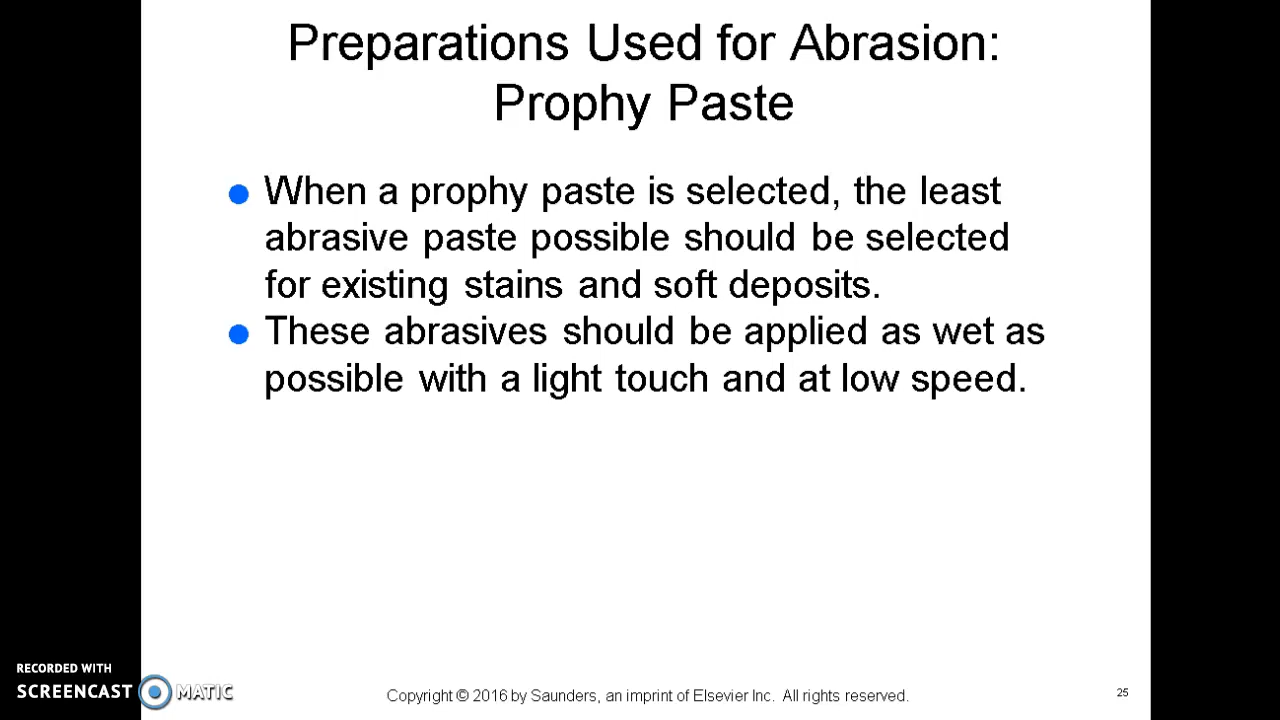 Preparations Used for Abrasion:
Prophy Paste
When a prophy paste is selected, the least
abrasive paste possible should be selected
for existing stains and soft deposits.
These abrasives should be applied as wet as
possible with a light touch and at low speed.
RECORDED WITH
SCREENCAST MATIC
Copyright © 2016 by Saunders, an imprint of Elsevier Inc. All rights reserved.
25